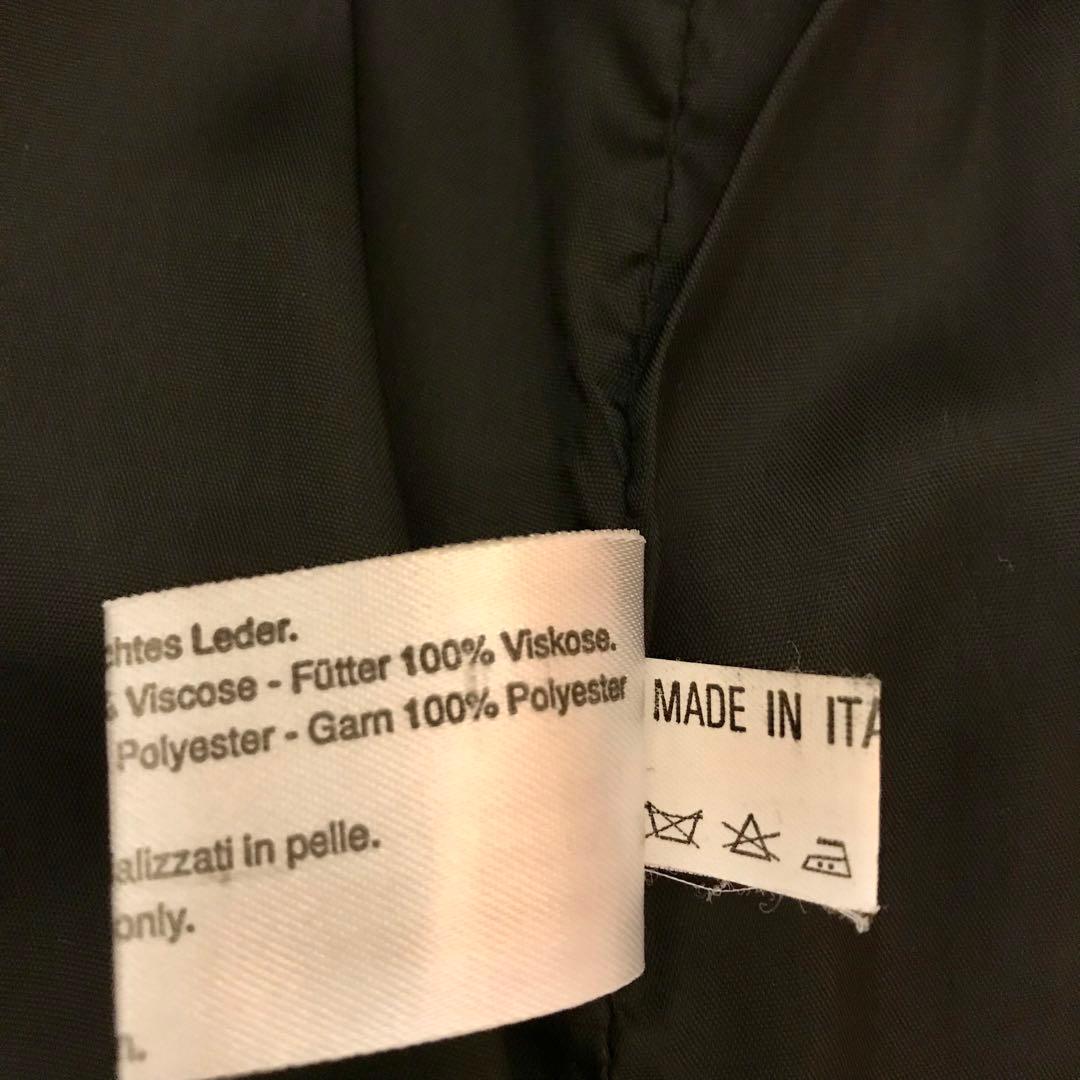 chtes Leder.
% Viscose - Fütter 100% Viskose.
Polyester - Garn 100% Polyester
alizzati in pelle.
only.
n.
MADE IN ITA